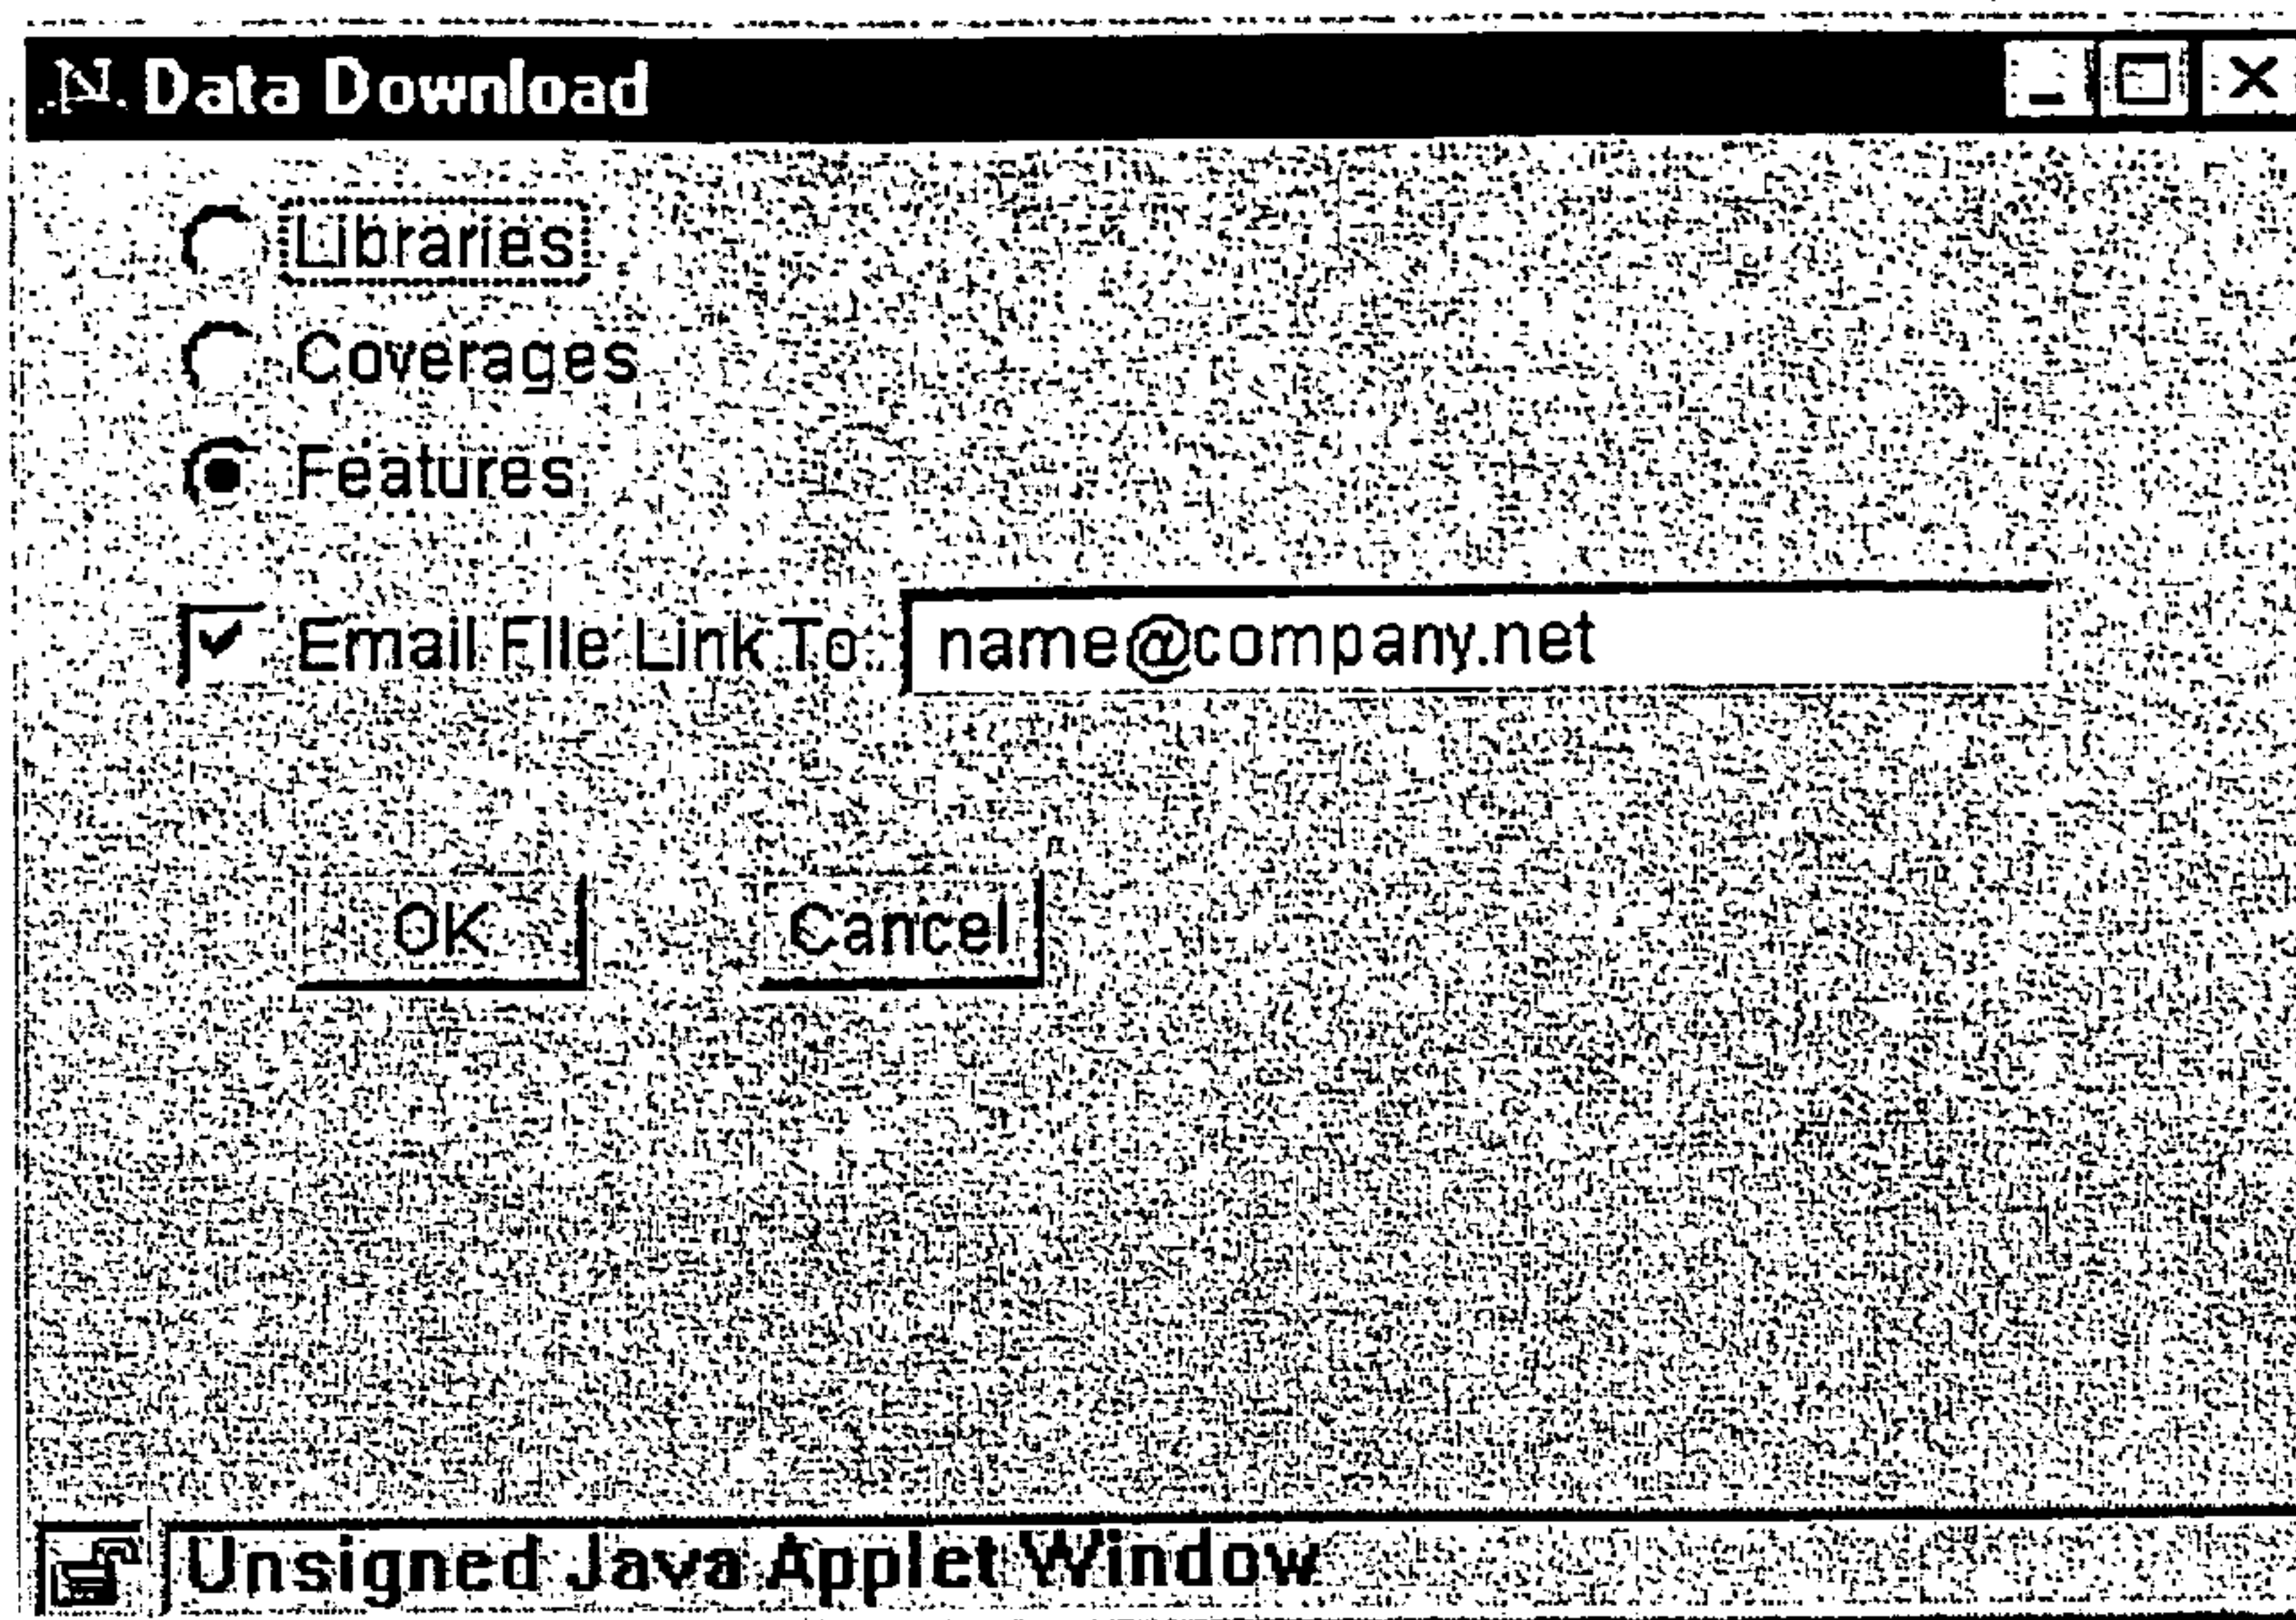 Data Download
Libraries
Coverages
Features
Email File Link To: name@company.net
OK Cancel
Unsigned Java Applet Window